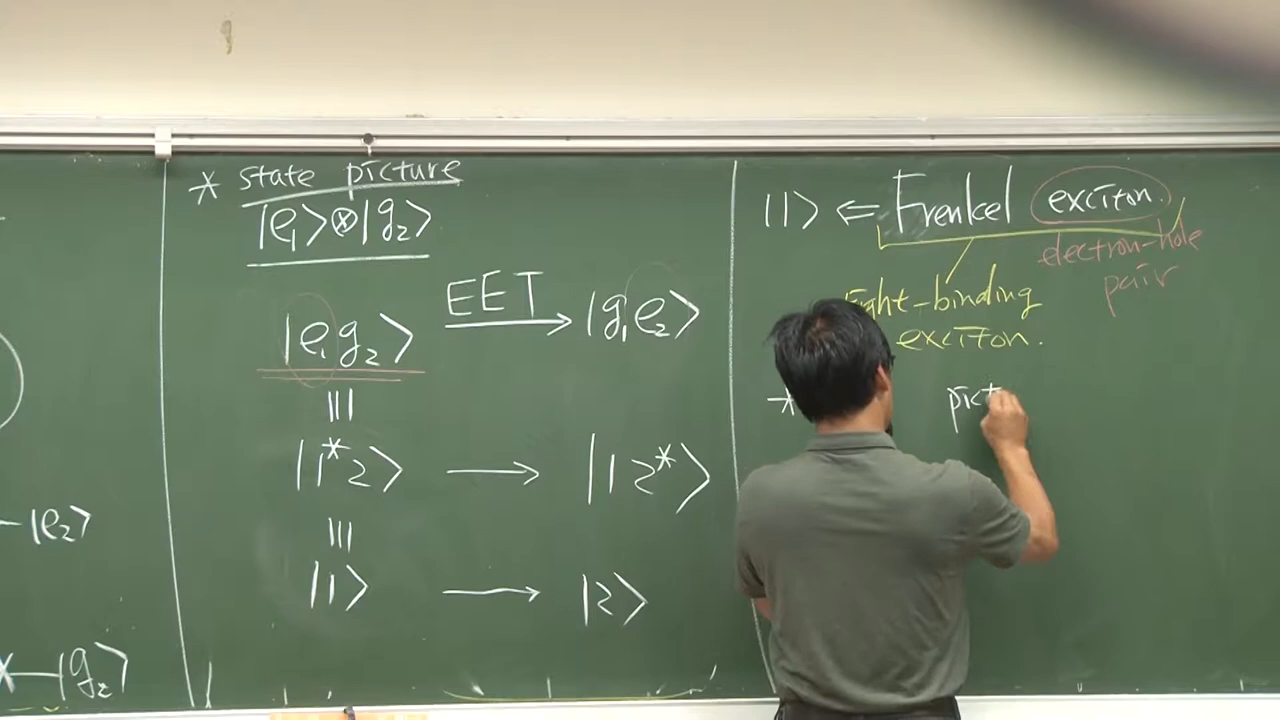 * state picture
|e₁>⊗|g₂>
|e₁g₂> EET→ |g₁e₂>
≡
|1*2> → |12*>
≡
|1> → |2>
|e₂>
*—|g₂>
|1> ⇐ Frenkel exciton.
electron-hole
pair
tight-binding
exciton.
* pict